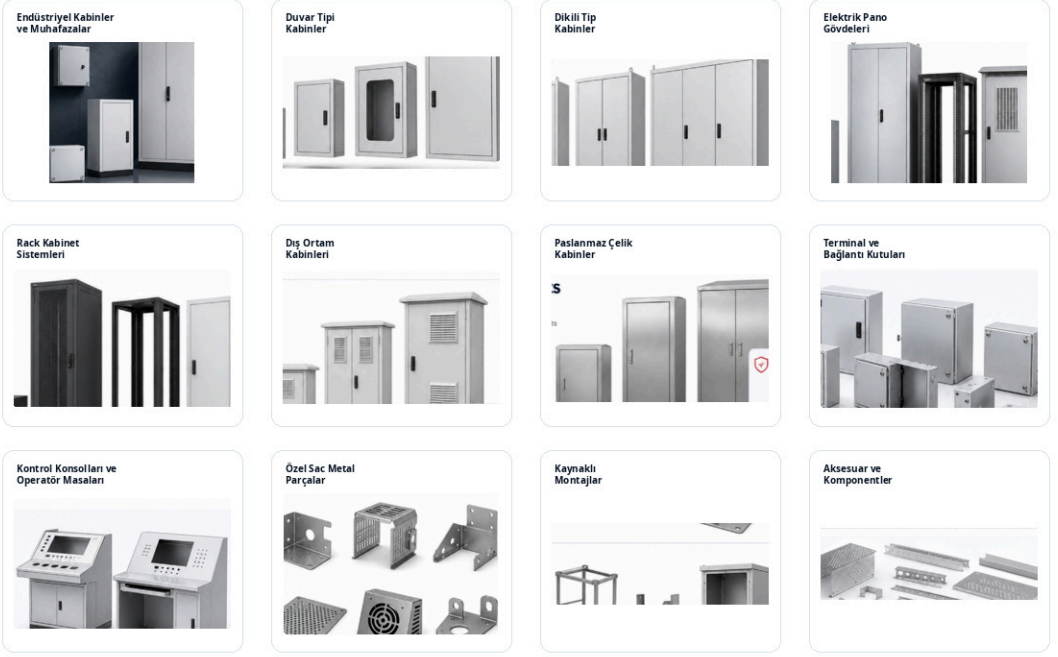 Endüstriyel Kabinler
ve Muhafazalar
Duvar Tipi
Kabinler
Dikili Tip
Kabinler
Elektrik Pano
Gövdeleri
Rack Kabinet
Sistemleri
Dış Ortam
Kabinleri
Paslanmaz Çelik
Kabinler
Terminal ve
Bağlantı Kutuları
Kontrol Konsolları ve
Operatör Masaları
Özel Sac Metal
Parçalar
Kaynaklı
Montajlar
Aksesuar ve
Komponentler